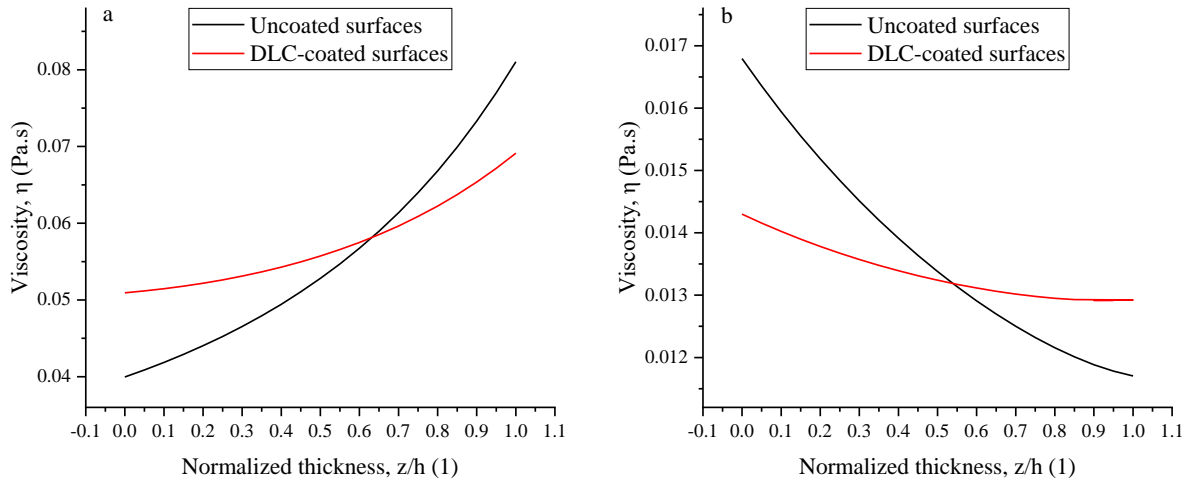 a
Uncoated surfaces
DLC-coated surfaces
Viscosity, η (Pa.s)
0.08
0.07
0.06
0.05
0.04
-0.1 0.0 0.1 0.2 0.3 0.4 0.5 0.6 0.7 0.8 0.9 1.0 1.1
Normalized thickness, z/h (1)
b
Uncoated surfaces
DLC-coated surfaces
Viscosity, η (Pa.s)
0.017
0.016
0.015
0.014
0.013
0.012
-0.1 0.0 0.1 0.2 0.3 0.4 0.5 0.6 0.7 0.8 0.9 1.0 1.1
Normalized thickness, z/h (1)